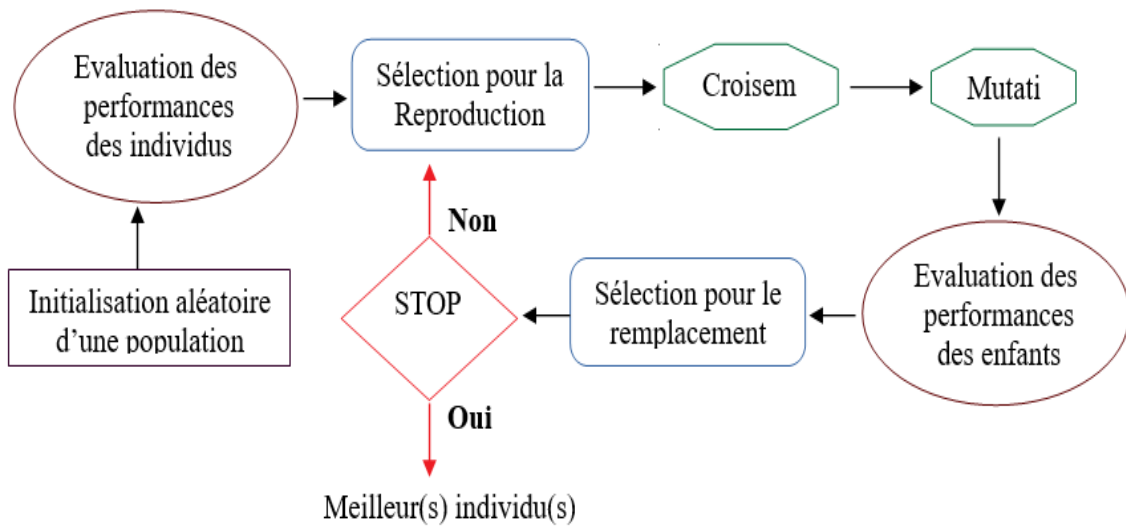 Evaluation des
performances
des individus
Sélection pour la
Reproduction
Croisem
Mutati
Non
Initialisation aléatoire
d’une population
STOP
Sélection pour le
remplacement
Evaluation des
performances
des enfants
Oui
Meilleur(s) individu(s)